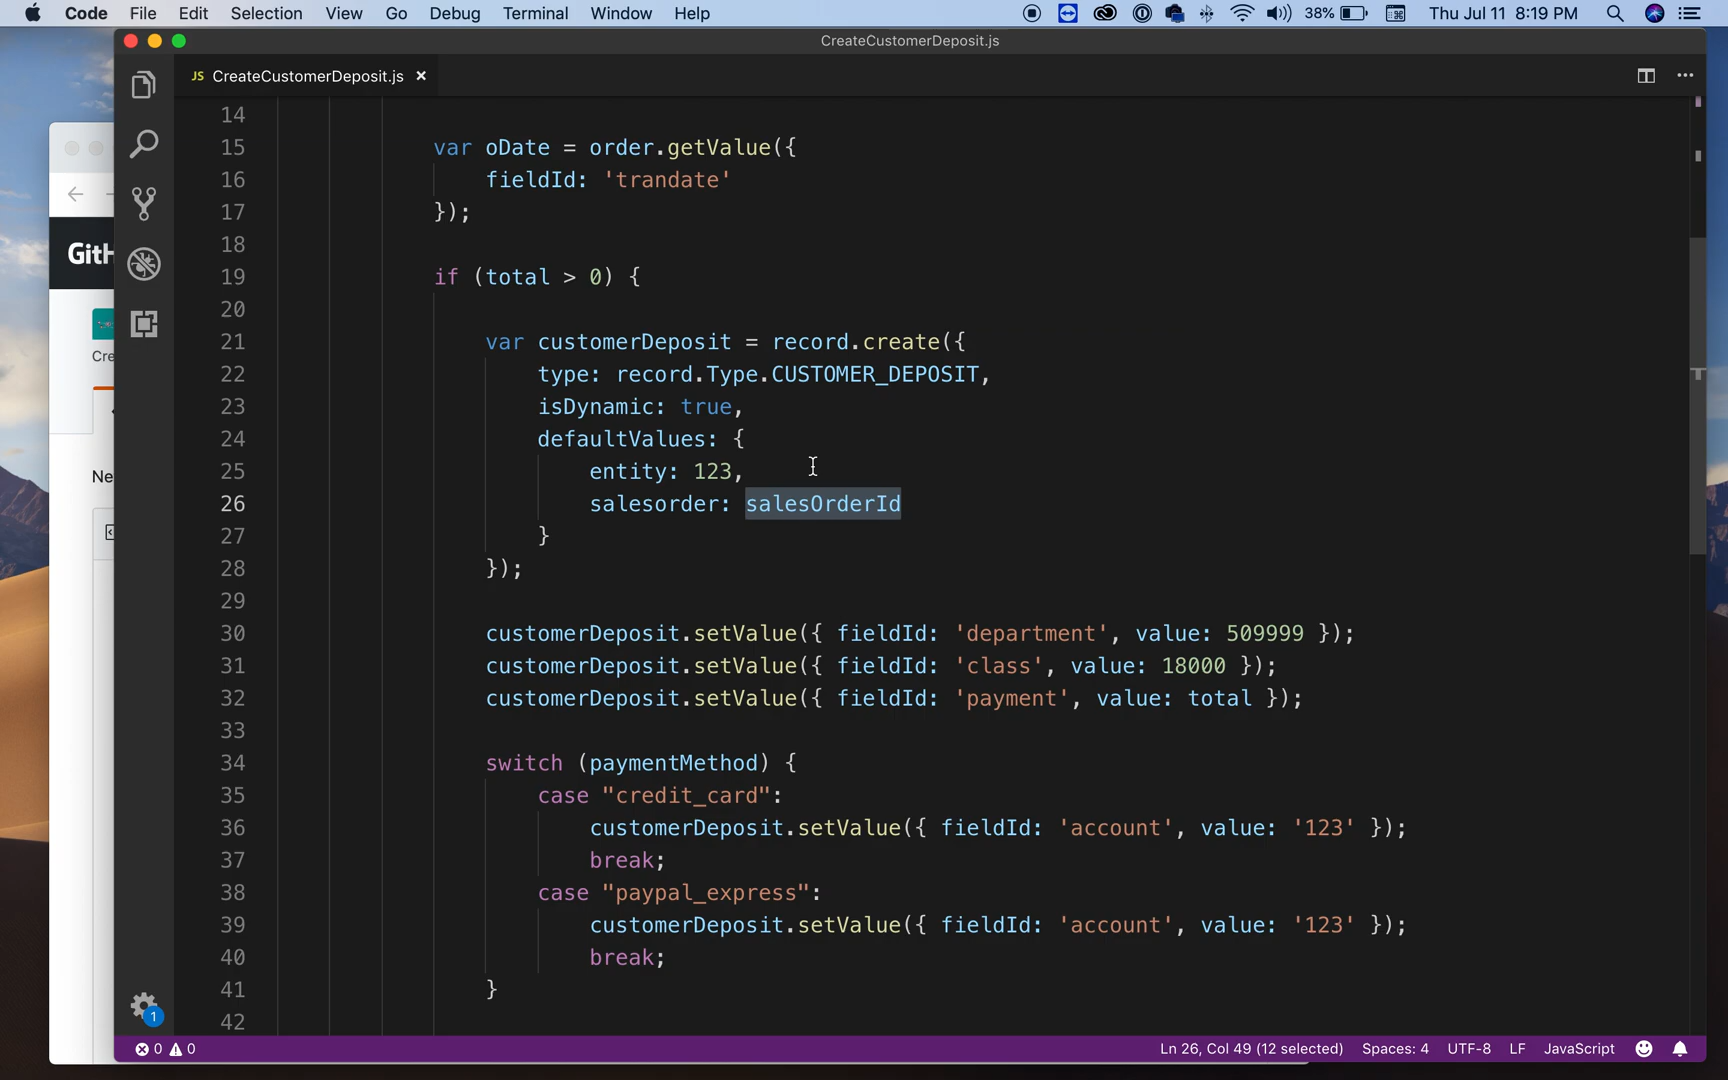 Code File Edit Selection View Go Debug Terminal Window Help 38% Thu Jul 11 8:19 PM
CreateCustomerDeposit.js
JS CreateCustomerDeposit.js ×
14
15 var oDate = order.getValue({
16 fieldId: 'trandate'
17 });
18
19 if (total > 0) {
20
21 var customerDeposit = record.create({
22 type: record.Type.CUSTOMER_DEPOSIT,
23 isDynamic: true,
24 defaultValues: {
25 entity: 123,
26 salesorder: salesOrderId
27 }
28 });
29
30 customerDeposit.setValue({ fieldId: 'department', value: 509999 });
31 customerDeposit.setValue({ fieldId: 'class', value: 18000 });
32 customerDeposit.setValue({ fieldId: 'payment', value: total });
33
34 switch (paymentMethod) {
35 case "credit_card":
36 customerDeposit.setValue({ fieldId: 'account', value: '123' });
37 break;
38 case "paypal_express":
39 customerDeposit.setValue({ fieldId: 'account', value: '123' });
40 break;
41 }
42
GitH
Cre
Ne
1
0 0 Ln 26, Col 49 (12 selected) Spaces: 4 UTF-8 LF JavaScript